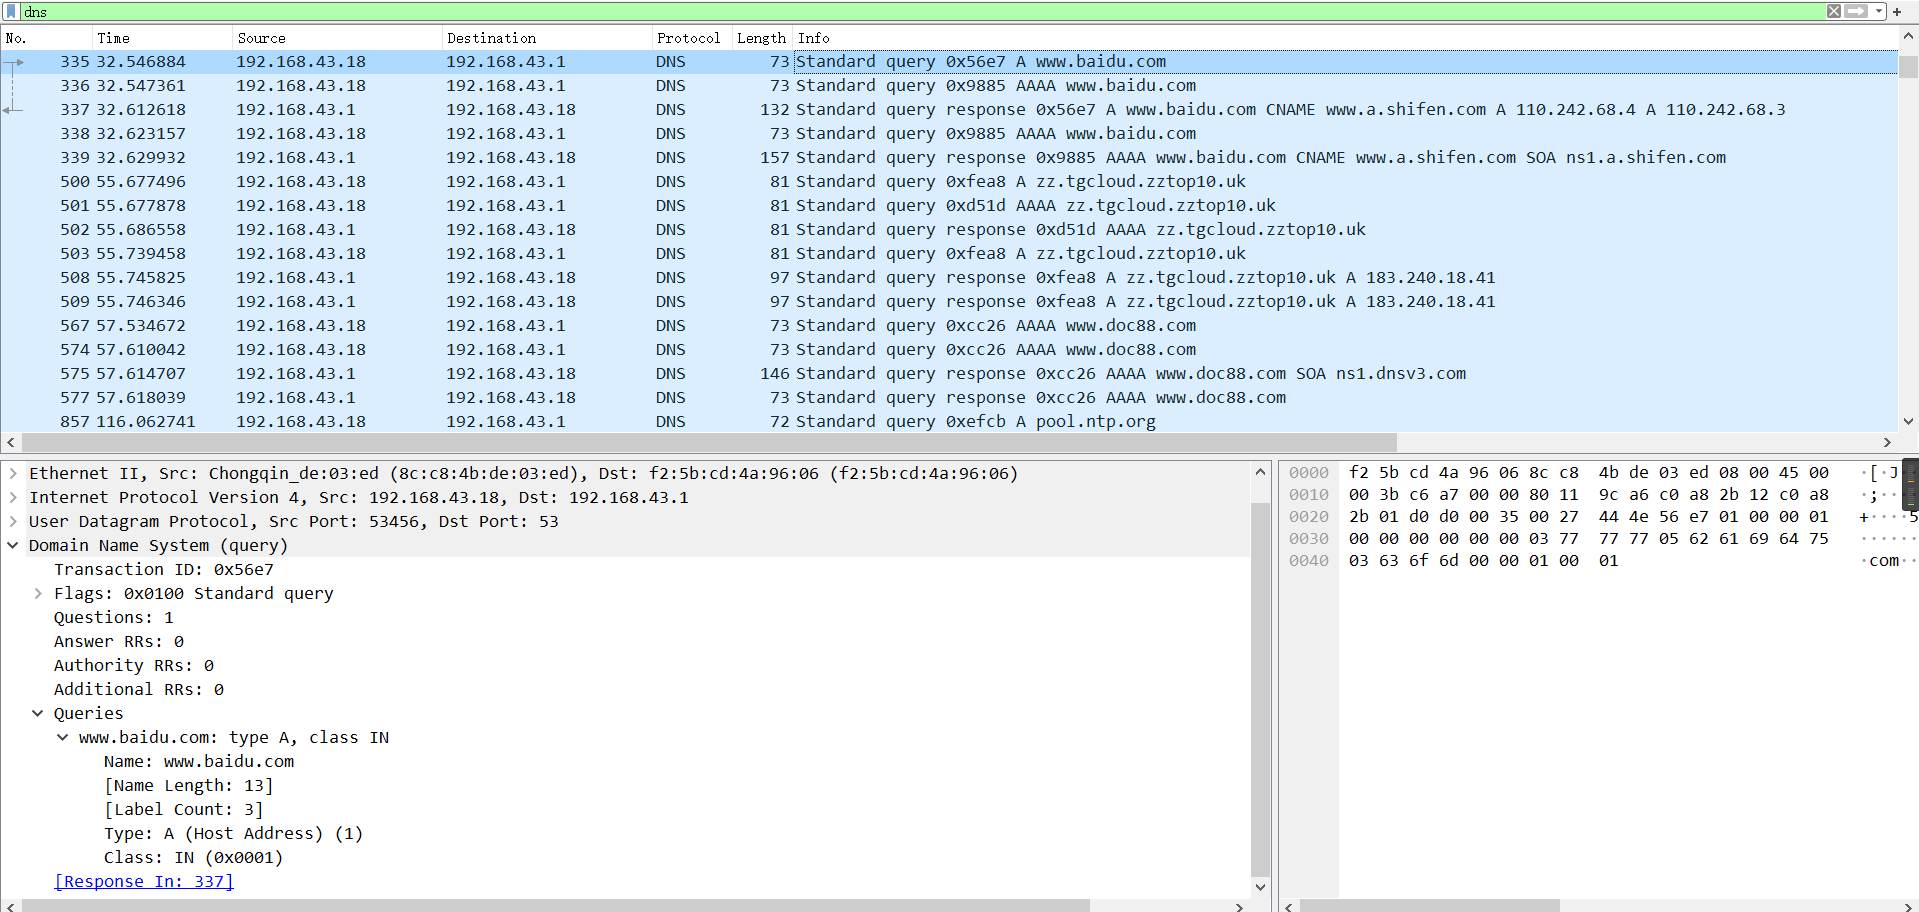 dns
No. Time Source Destination Protocol Length Info
335 32.546884 192.168.43.18 192.168.43.1 DNS 73 Standard query 0x56e7 A www.baidu.com
336 32.547361 192.168.43.18 192.168.43.1 DNS 73 Standard query 0x9885 AAAA www.baidu.com
337 32.612618 192.168.43.1 192.168.43.18 DNS 132 Standard query response 0x56e7 A www.baidu.com CNAME www.a.shifen.com A 110.242.68.4 A 110.242.68.3
338 32.623157 192.168.43.18 192.168.43.1 DNS 73 Standard query 0x9885 AAAA www.baidu.com
339 32.629932 192.168.43.1 192.168.43.18 DNS 157 Standard query response 0x9885 AAAA www.baidu.com CNAME www.a.shifen.com SOA ns1.a.shifen.com
500 55.677496 192.168.43.18 192.168.43.1 DNS 81 Standard query 0xfea8 A zz.tgcloud.zztop10.uk
501 55.677878 192.168.43.18 192.168.43.1 DNS 81 Standard query 0xd51d AAAA zz.tgcloud.zztop10.uk
502 55.686558 192.168.43.1 192.168.43.18 DNS 81 Standard query response 0xd51d AAAA zz.tgcloud.zztop10.uk
503 55.739458 192.168.43.18 192.168.43.1 DNS 81 Standard query 0xfea8 A zz.tgcloud.zztop10.uk
508 55.745825 192.168.43.1 192.168.43.18 DNS 97 Standard query response 0xfea8 A zz.tgcloud.zztop10.uk A 183.240.18.41
509 55.746346 192.168.43.1 192.168.43.18 DNS 97 Standard query response 0xfea8 A zz.tgcloud.zztop10.uk A 183.240.18.41
567 57.534672 192.168.43.18 192.168.43.1 DNS 73 Standard query 0xcc26 AAAA www.doc88.com
574 57.610042 192.168.43.18 192.168.43.1 DNS 73 Standard query 0xcc26 AAAA www.doc88.com
575 57.614707 192.168.43.1 192.168.43.18 DNS 146 Standard query response 0xcc26 AAAA www.doc88.com SOA ns1.dnsv3.com
577 57.618039 192.168.43.1 192.168.43.18 DNS 73 Standard query response 0xcc26 AAAA www.doc88.com
857 116.062741 192.168.43.18 192.168.43.1 DNS 72 Standard query 0xefcb A pool.ntp.org
Ethernet II, Src: Chongqin_de:03:ed (8c:c8:4b:de:03:ed), Dst: f2:5b:cd:4a:96:06 (f2:5b:cd:4a:96:06)
Internet Protocol Version 4, Src: 192.168.43.18, Dst: 192.168.43.1
User Datagram Protocol, Src Port: 53456, Dst Port: 53
Domain Name System (query)
Transaction ID: 0x56e7
Flags: 0x0100 Standard query
Questions: 1
Answer RRs: 0
Authority RRs: 0
Additional RRs: 0
Queries
www.baidu.com: type A, class IN
Name: www.baidu.com
[Name Length: 13]
[Label Count: 3]
Type: A (Host Address) (1)
Class: IN (0x0001)
[Response In: 337]
0000 f2 5b cd 4a 96 06 8c c8 4b de 03 ed 08 00 45 00 ·[·J
0010 00 3b c6 a7 00 00 80 11 9c a6 c0 a8 2b 12 c0 a8 ·;··
0020 2b 01 d0 d0 00 35 00 27 44 4e 56 e7 01 00 00 01 +····5
0030 00 00 00 00 00 00 03 77 77 77 05 62 61 69 64 75 ······
0040 03 63 6f 6d 00 00 01 00 01 ·com··